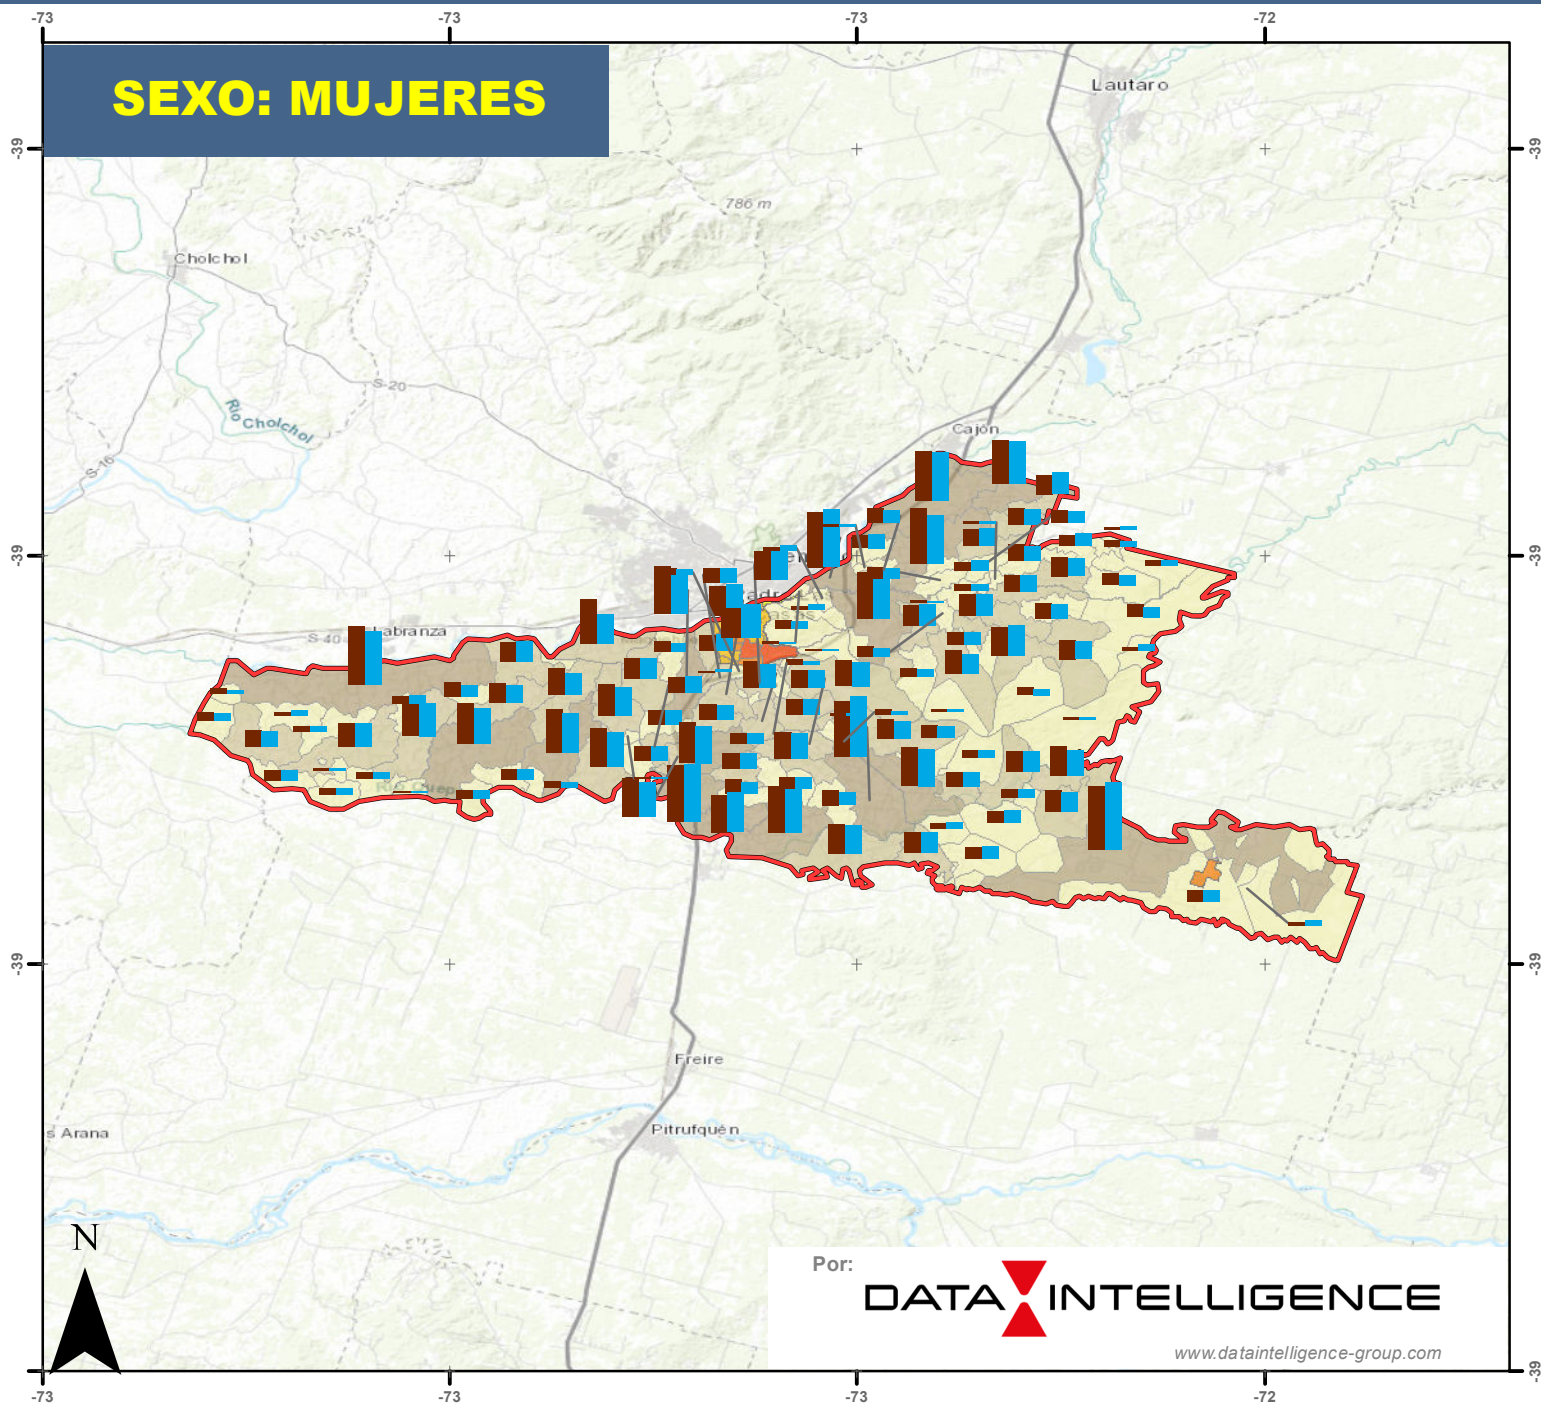 -73 -73 -73 -72
SEXO: MUJERES
Lautaro
-39 -39
786 m
Cholchol
S-20
Río Cholchol
Cajón
S-16
-39 -39
S-40
Labranza
-39 -39
Freire
Pitrufquén
s Arana
N
Por:
DATA INTELLIGENCE
www.dataintelligence-group.com
-39
-73 -73 -73 -72